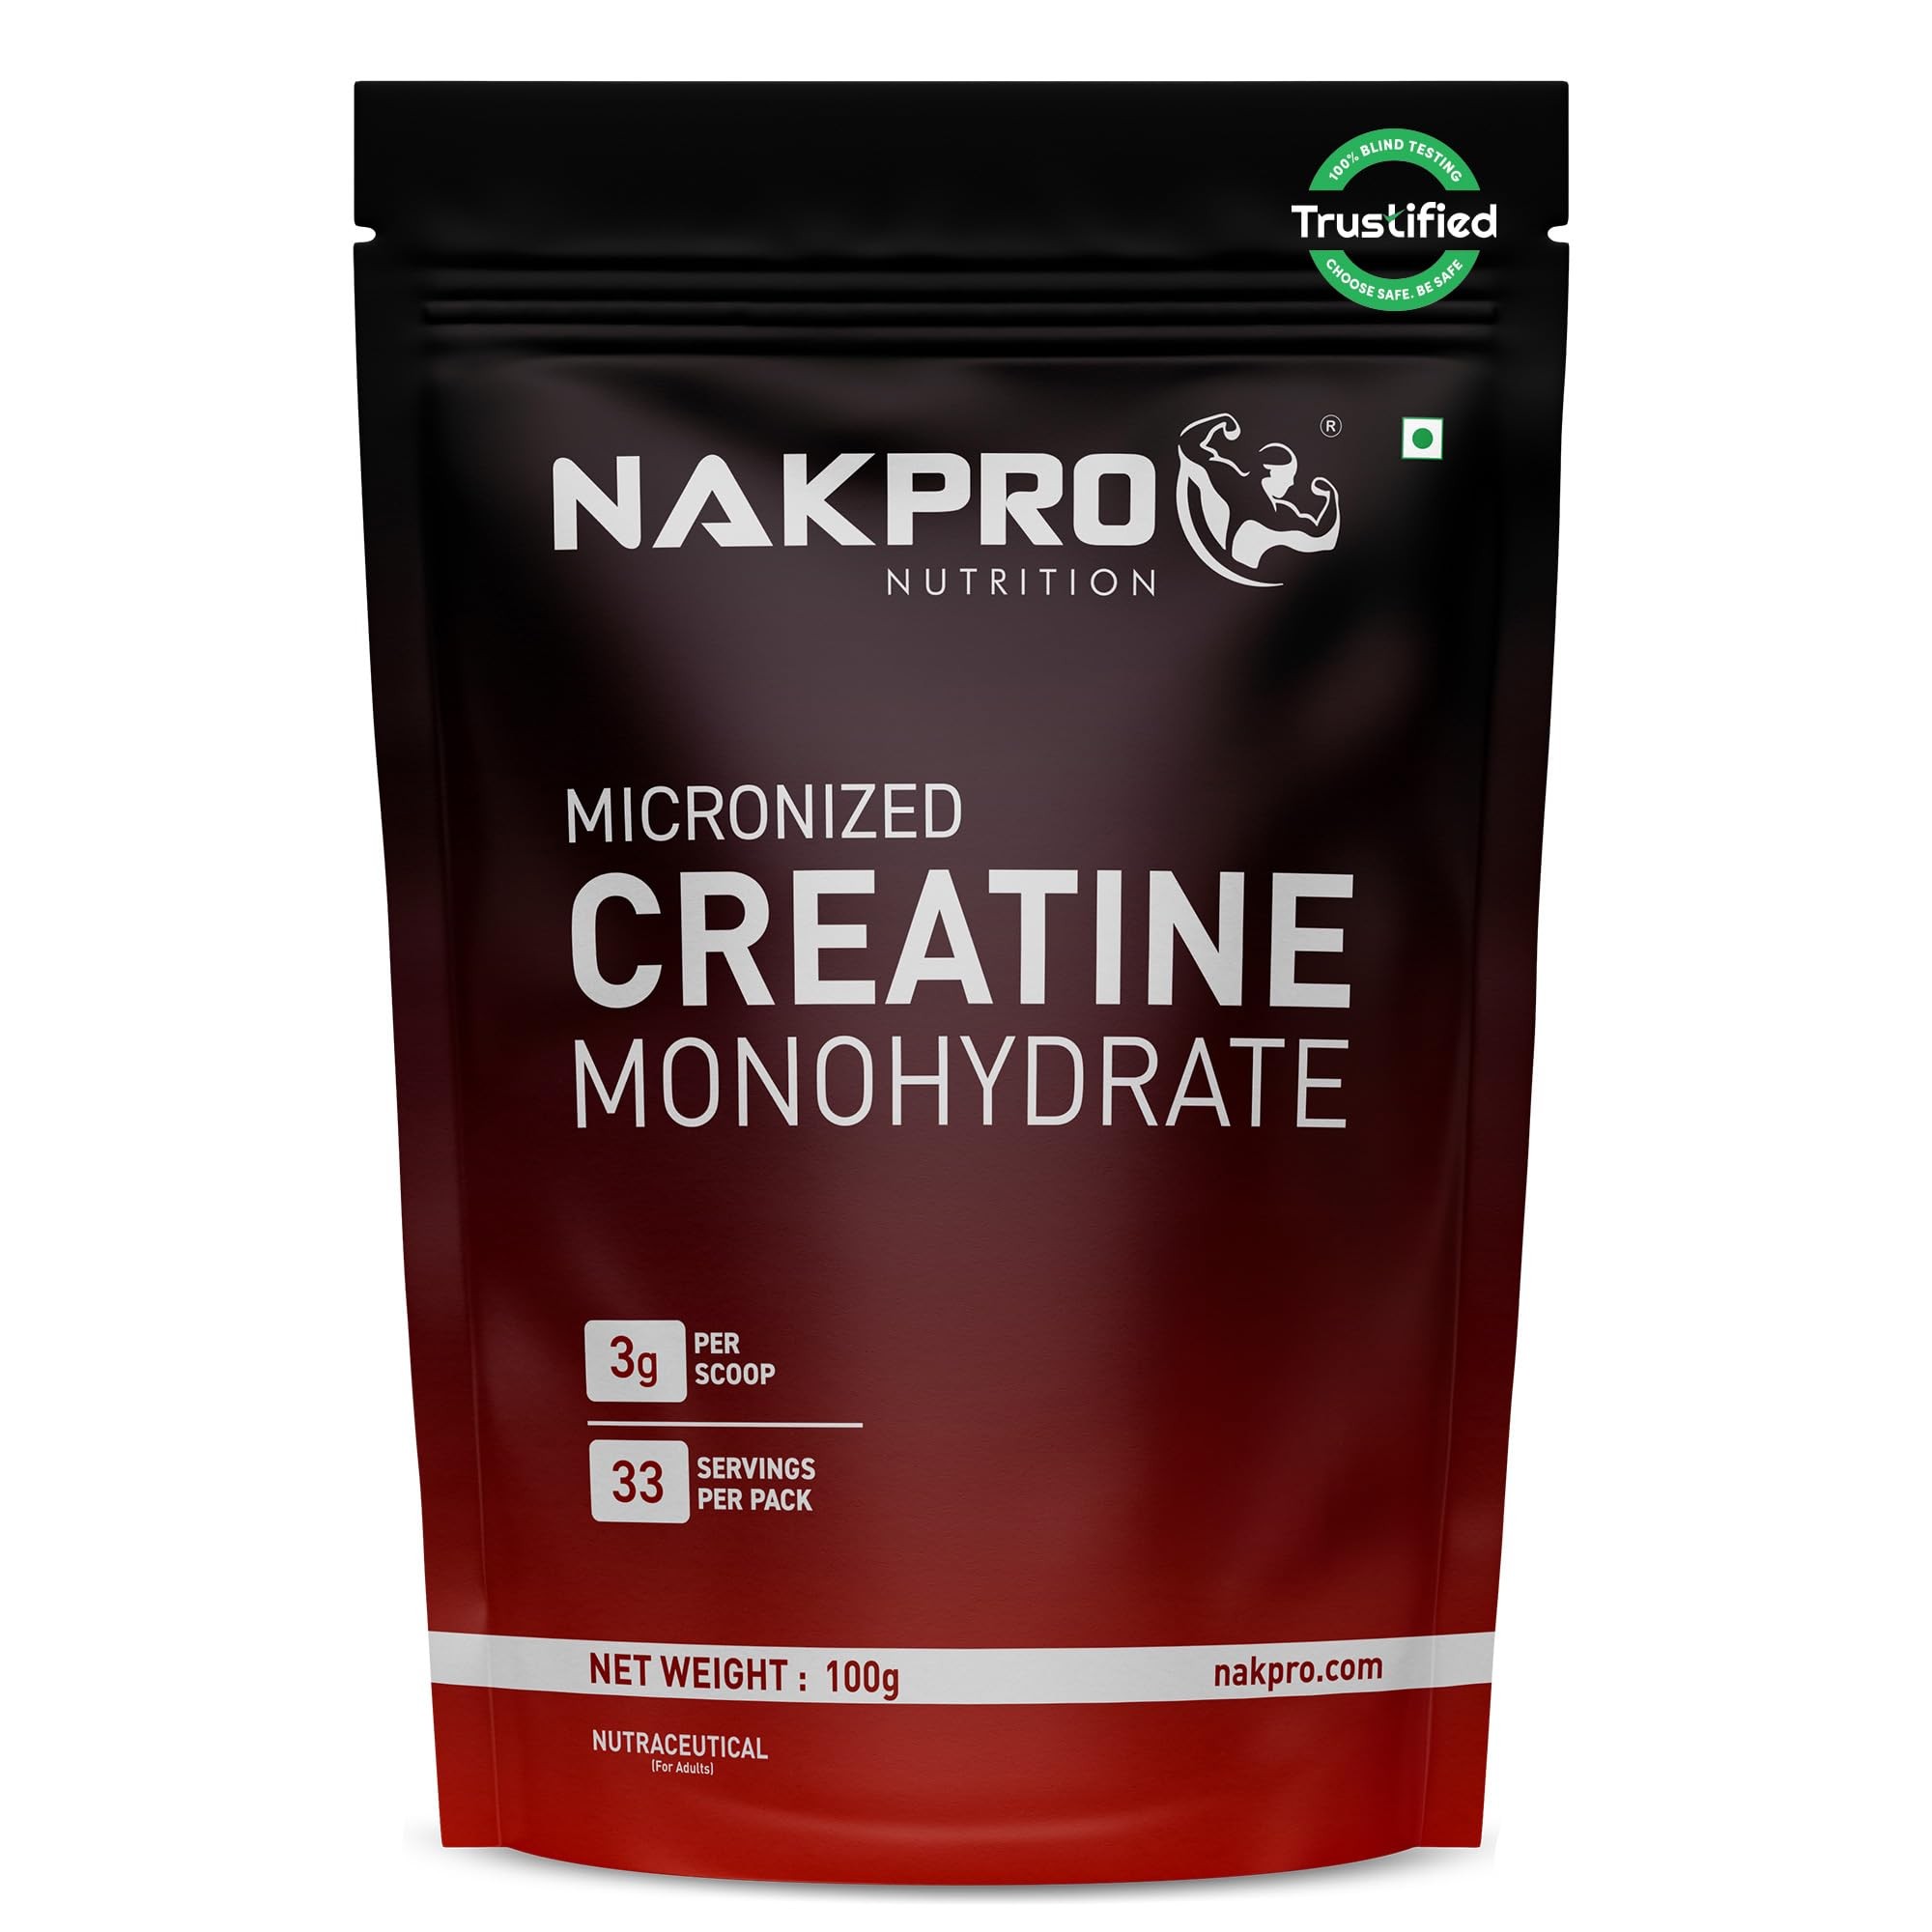 100% BLIND TESTING
Trustified
CHOOSE SAFE. BE SAFE
NAKPRO ®
NUTRITION
MICRONIZED
CREATINE
MONOHYDRATE
3g PER
SCOOP
33 SERVINGS
PER PACK
NET WEIGHT : 100g nakpro.com
NUTRACEUTICAL
(For Adults)